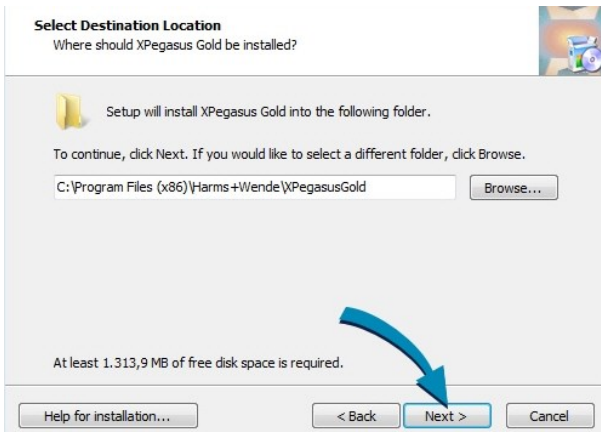 Select Destination Location
Where should XPegasus Gold be installed?
Setup will install XPegasus Gold into the following folder.
To continue, click Next. If you would like to select a different folder, click Browse.
C:\Program Files (x86)\Harms+Wende\XPegasusGold
Browse...
At least 1.313,9 MB of free disk space is required.
Help for installation...
< Back
Next >
Cancel